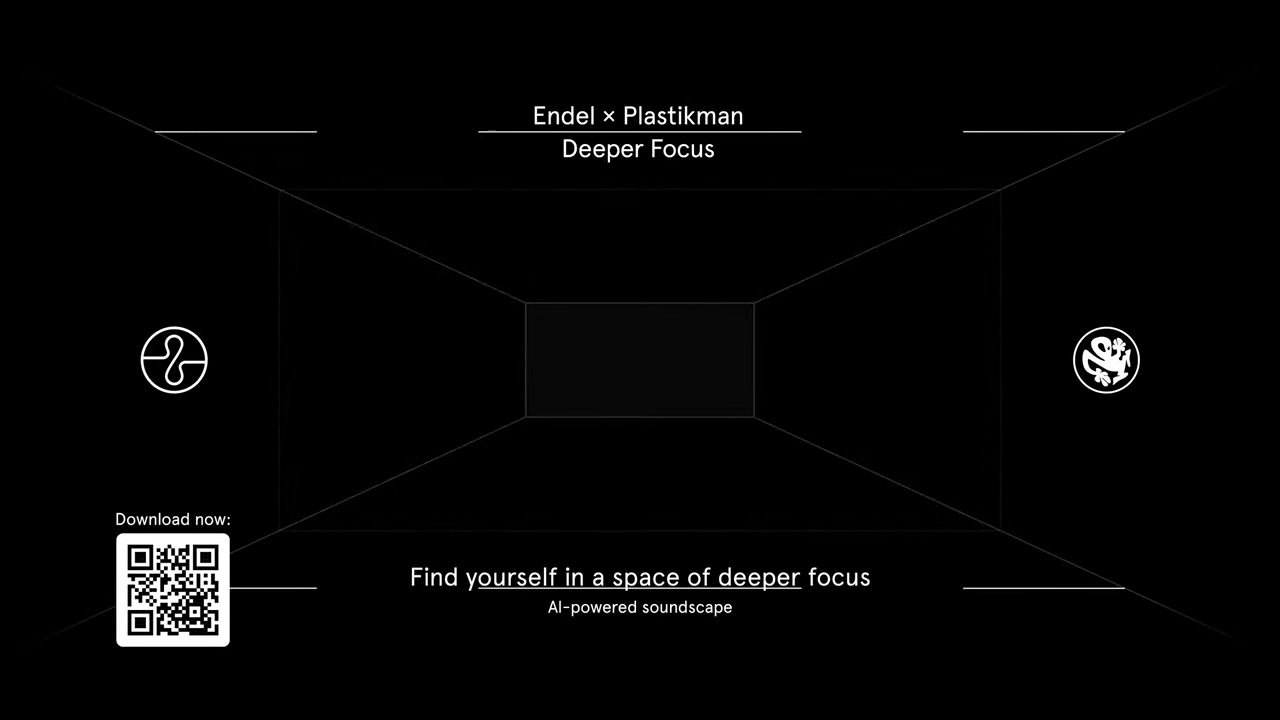 Endel × Plastikman
Deeper Focus
Download now:
Find yourself in a space of deeper focus
AI-powered soundscape